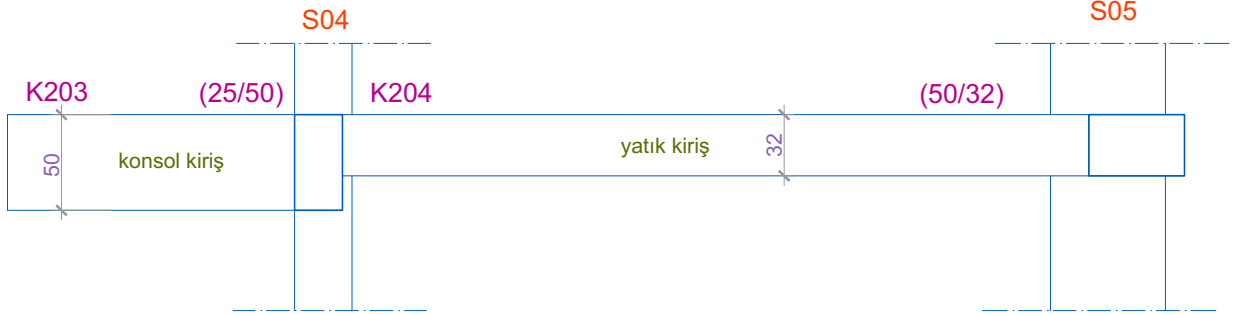 S04
S05
K203 (25/50) K204 (50/32)
50
konsol kiriş
yatık kiriş
32